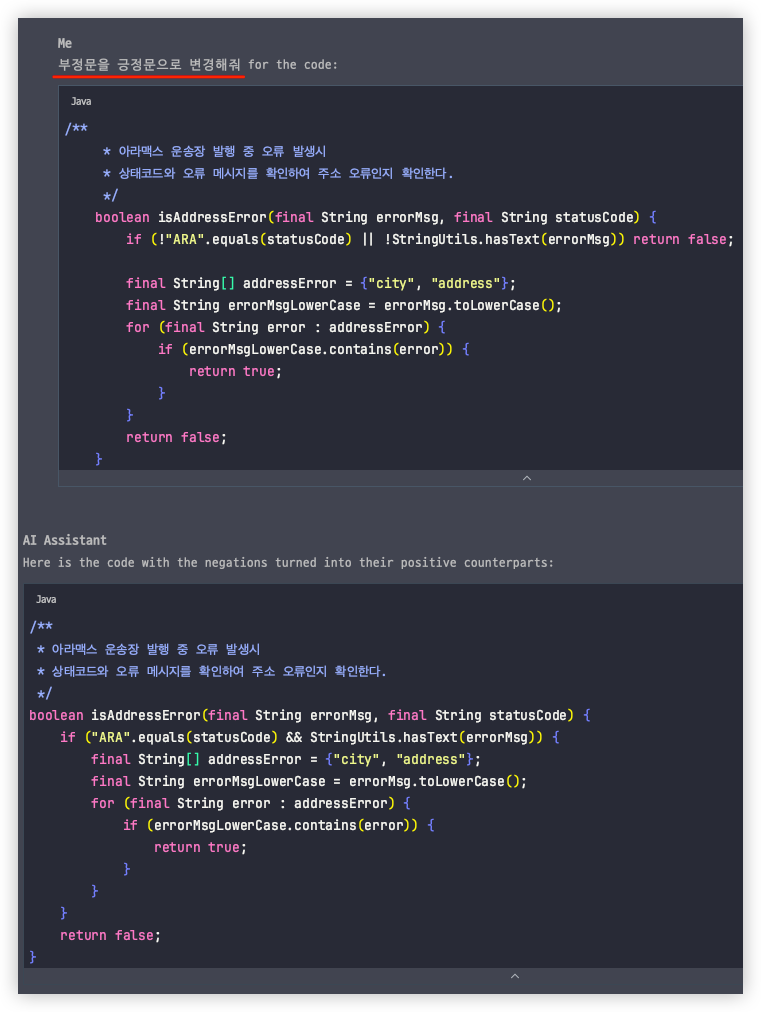 Me
부정문을 긍정문으로 변경해줘 for the code:
Java
/**
     * 아라맥스 운송장 발행 중 오류 발생시
     * 상태코드와 오류 메시지를 확인하여 주소 오류인지 확인한다.
     */
    boolean isAddressError(final String errorMsg, final String statusCode) {
        if (!"ARA".equals(statusCode) || !StringUtils.hasText(errorMsg)) return false;
        final String[] addressError = {"city", "address"};
        final String errorMsgLowerCase = errorMsg.toLowerCase();
        for (final String error : addressError) {
            if (errorMsgLowerCase.contains(error)) {
                return true;
            }
        }
        return false;
    }
AI Assistant
Here is the code with the negations turned into their positive counterparts:
Java
/**
 * 아라맥스 운송장 발행 중 오류 발생시
 * 상태코드와 오류 메시지를 확인하여 주소 오류인지 확인한다.
 */
boolean isAddressError(final String errorMsg, final String statusCode) {
    if ("ARA".equals(statusCode) && StringUtils.hasText(errorMsg)) {
        final String[] addressError = {"city", "address"};
        final String errorMsgLowerCase = errorMsg.toLowerCase();
        for (final String error : addressError) {
            if (errorMsgLowerCase.contains(error)) {
                return true;
            }
        }
    }
    return false;
}